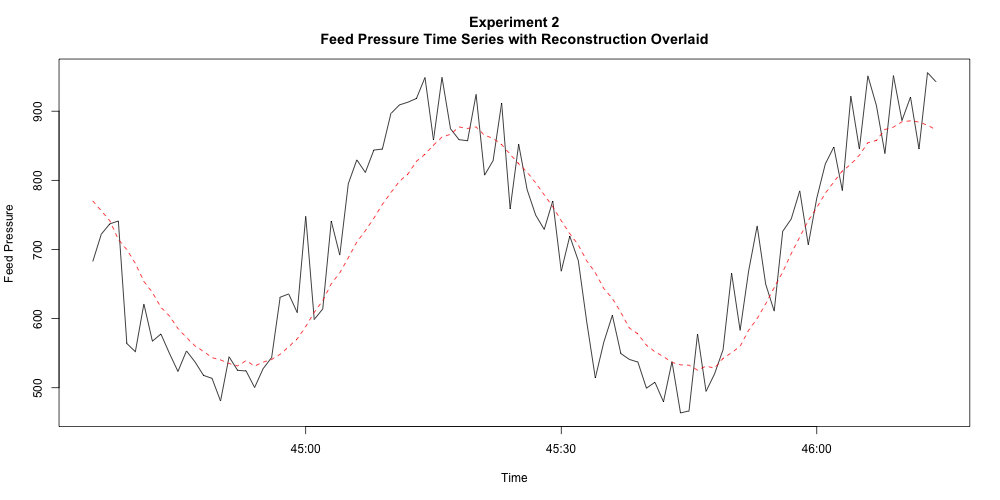 Experiment 2
Feed Pressure Time Series with Reconstruction Overlaid
Feed Pressure
900
800
700
600
500
45:00
45:30
46:00
Time